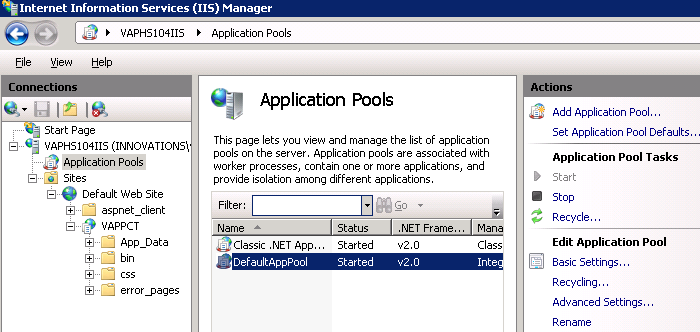 Internet Information Services (IIS) Manager
VAPHS104IIS Application Pools
File View Help
Connections
Start Page
VAPHS104IIS (INNOVATIONS\
Application Pools
Sites
Default Web Site
aspnet_client
VAPPCT
App_Data
bin
css
error_pages
Application Pools
This page lets you view and manage the list of application
pools on the server. Application pools are associated with
worker processes, contain one or more applications, and
provide isolation among different applications.
Filter: Go
Name Status .NET Frame... Mana
Classic .NET App... Started v2.0 Class
DefaultAppPool Started v2.0 Integ
Actions
Add Application Pool...
Set Application Pool Defaults...
Application Pool Tasks
Start
Stop
Recycle...
Edit Application Pool
Basic Settings...
Recycling...
Advanced Settings...
Rename